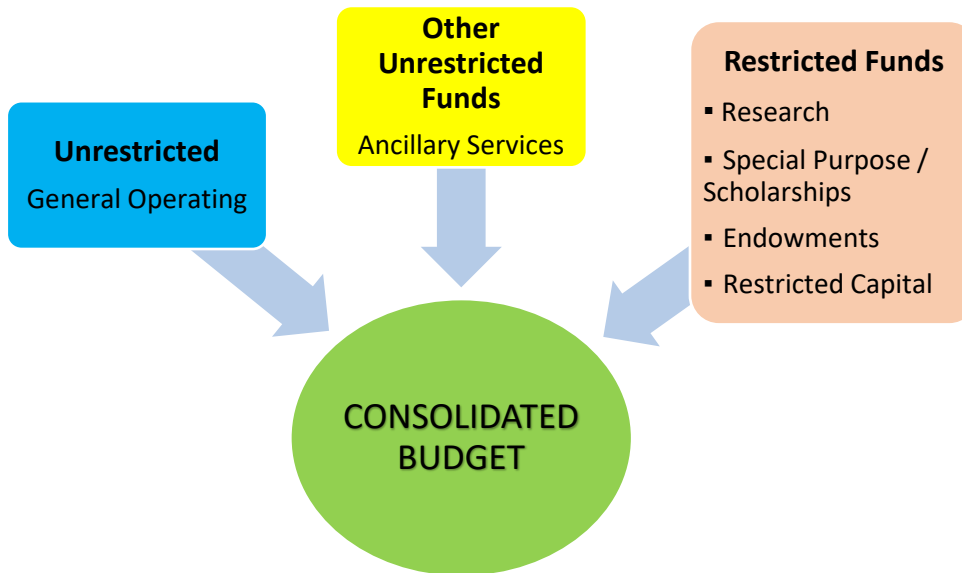 Unrestricted
General Operating
Other
Unrestricted
Funds
Ancillary Services
Restricted Funds
▪ Research
▪ Special Purpose /
Scholarships
▪ Endowments
▪ Restricted Capital
CONSOLIDATED
BUDGET